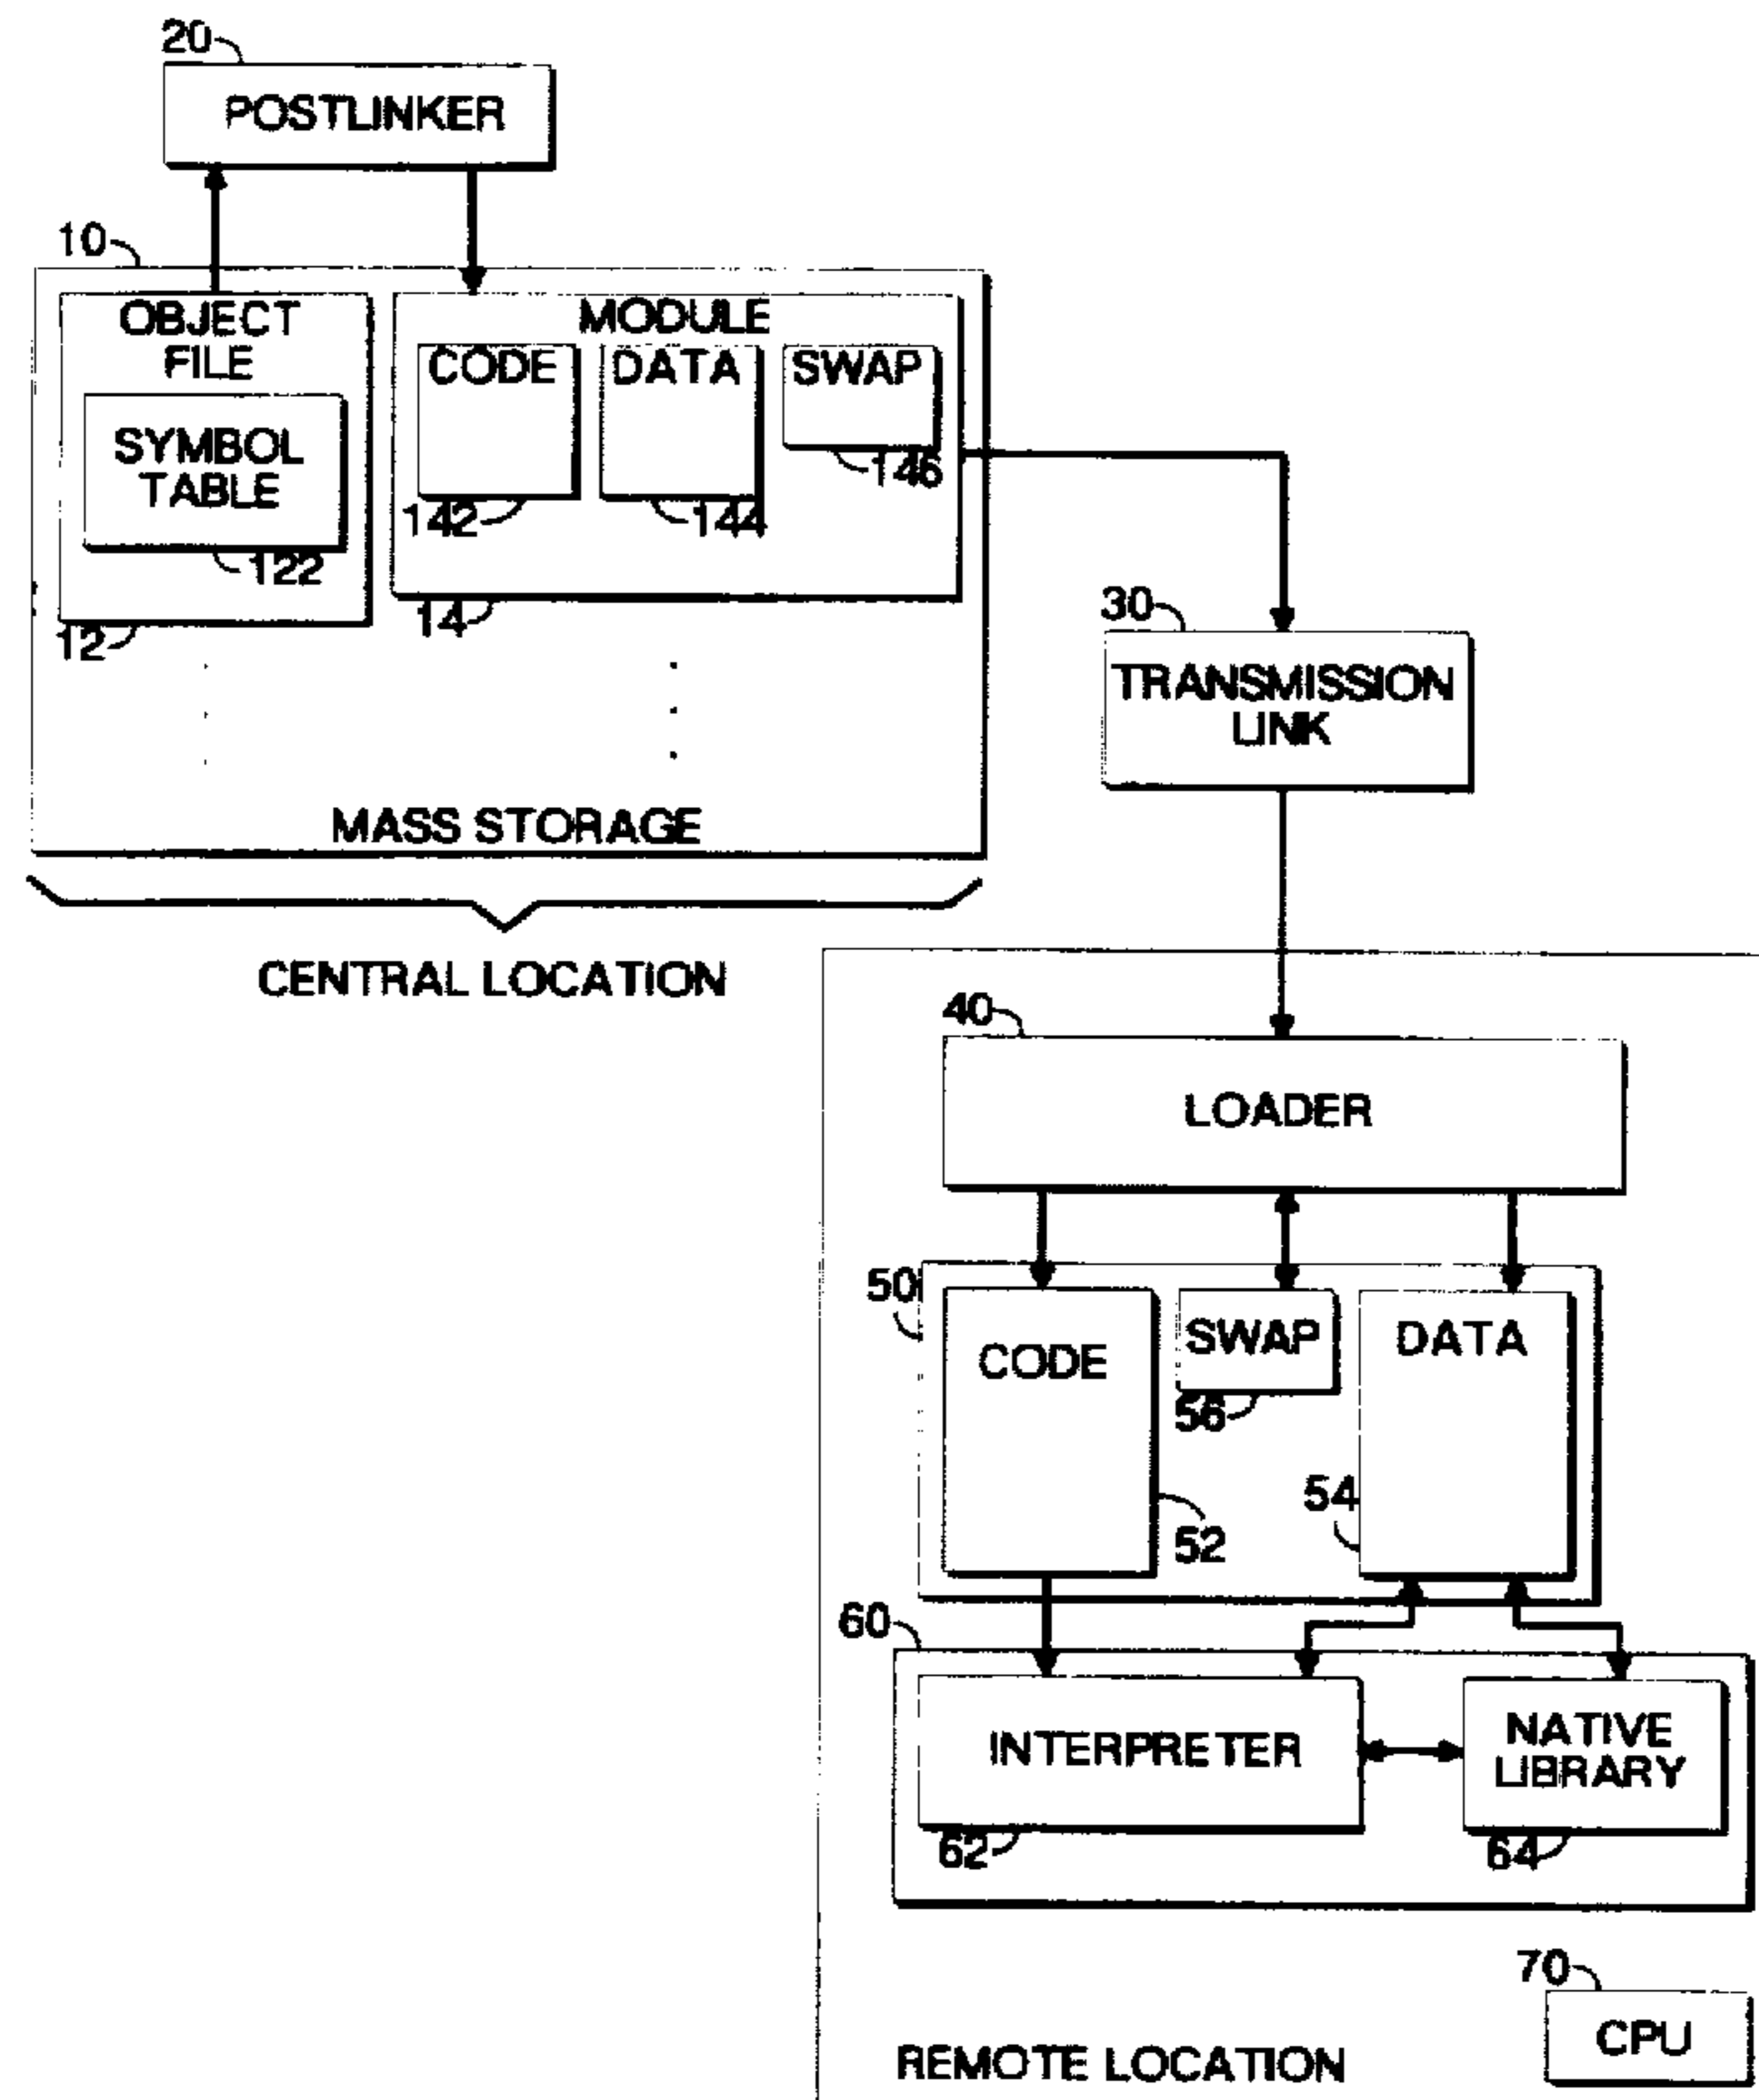 20
POSTLINKER
10
OBJECT
FILE
MODULE
CODE
DATA
SWAP
SYMBOL
TABLE
146
142
144
122
12
14
30
TRANSMISSION
LINK
MASS STORAGE
CENTRAL LOCATION
40
LOADER
50
CODE
SWAP
DATA
56
54
52
60
INTERPRETER
NATIVE
LIBRARY
62
64
70
CPU
REMOTE LOCATION